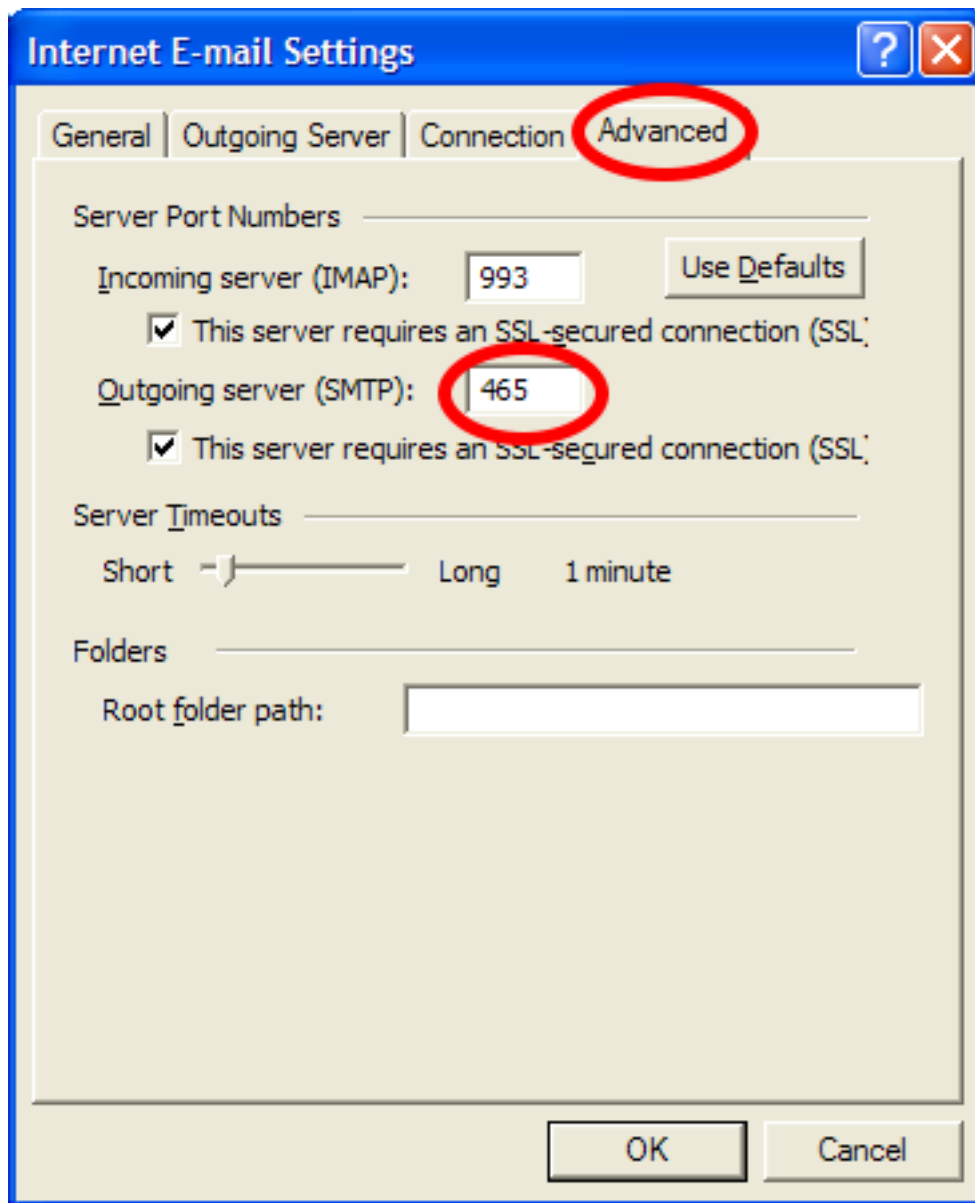 Internet E-mail Settings ?
General Outgoing Server Connection Advanced
Server Port Numbers
Incoming server (IMAP): 993 Use Defaults
This server requires an SSL-secured connection (SSL)
Outgoing server (SMTP): 465
This server requires an SSL-secured connection (SSL)
Server Timeouts
Short Long 1 minute
Folders
Root folder path:
OK Cancel